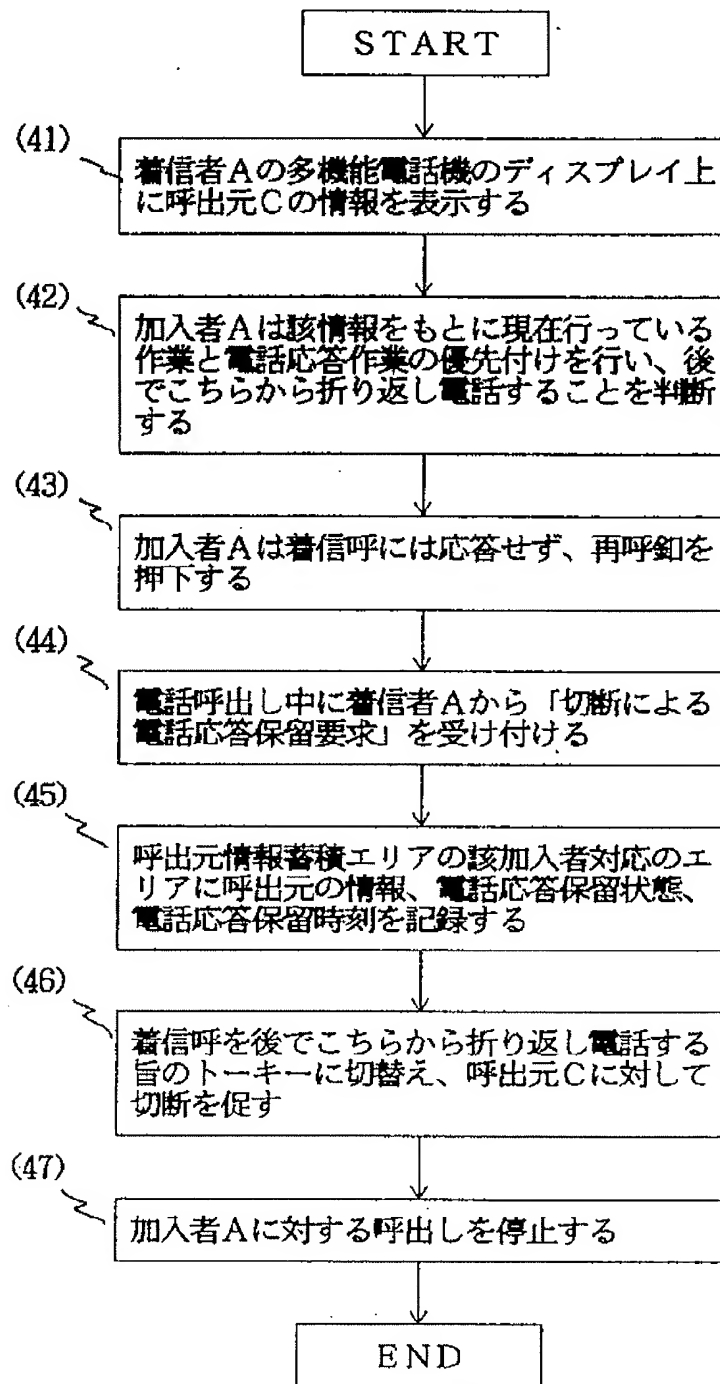 START
(41)
着信者Aの多機能電話機のディスプレイ上
に呼出元Cの情報を表示する
(42)
加入者Aは該情報をもとに現在行っている
作業と電話応答作業の優先付けを行い、後
でこちらから折り返し電話することを判断
する
(43)
加入者Aは着信呼には応答せず、再呼釦を
押下する
(44)
電話呼出し中に着信者Aから「切断による
電話応答保留要求」を受け付ける
(45)
呼出元情報蓄積エリアの該加入者対応のエ
リアに呼出元の情報、電話応答保留状態、
電話応答保留時刻を記録する
(46)
着信呼を後でこちらから折り返し電話する
旨のトーキーに切替え、呼出元Cに対して
切断を促す
(47)
加入者Aに対する呼出しを停止する
END